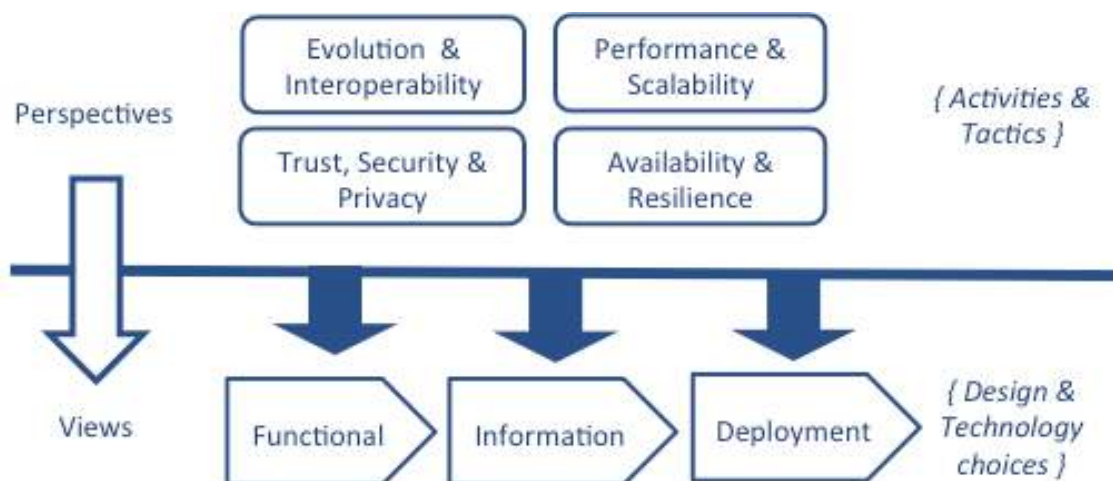 Evolution &
Interoperability
Performance &
Scalability
Perspectives
{ Activities &
Tactics }
Trust, Security &
Privacy
Availability &
Resilience
Views
Functional
Information
Deployment
{ Design &
Technology
choices }